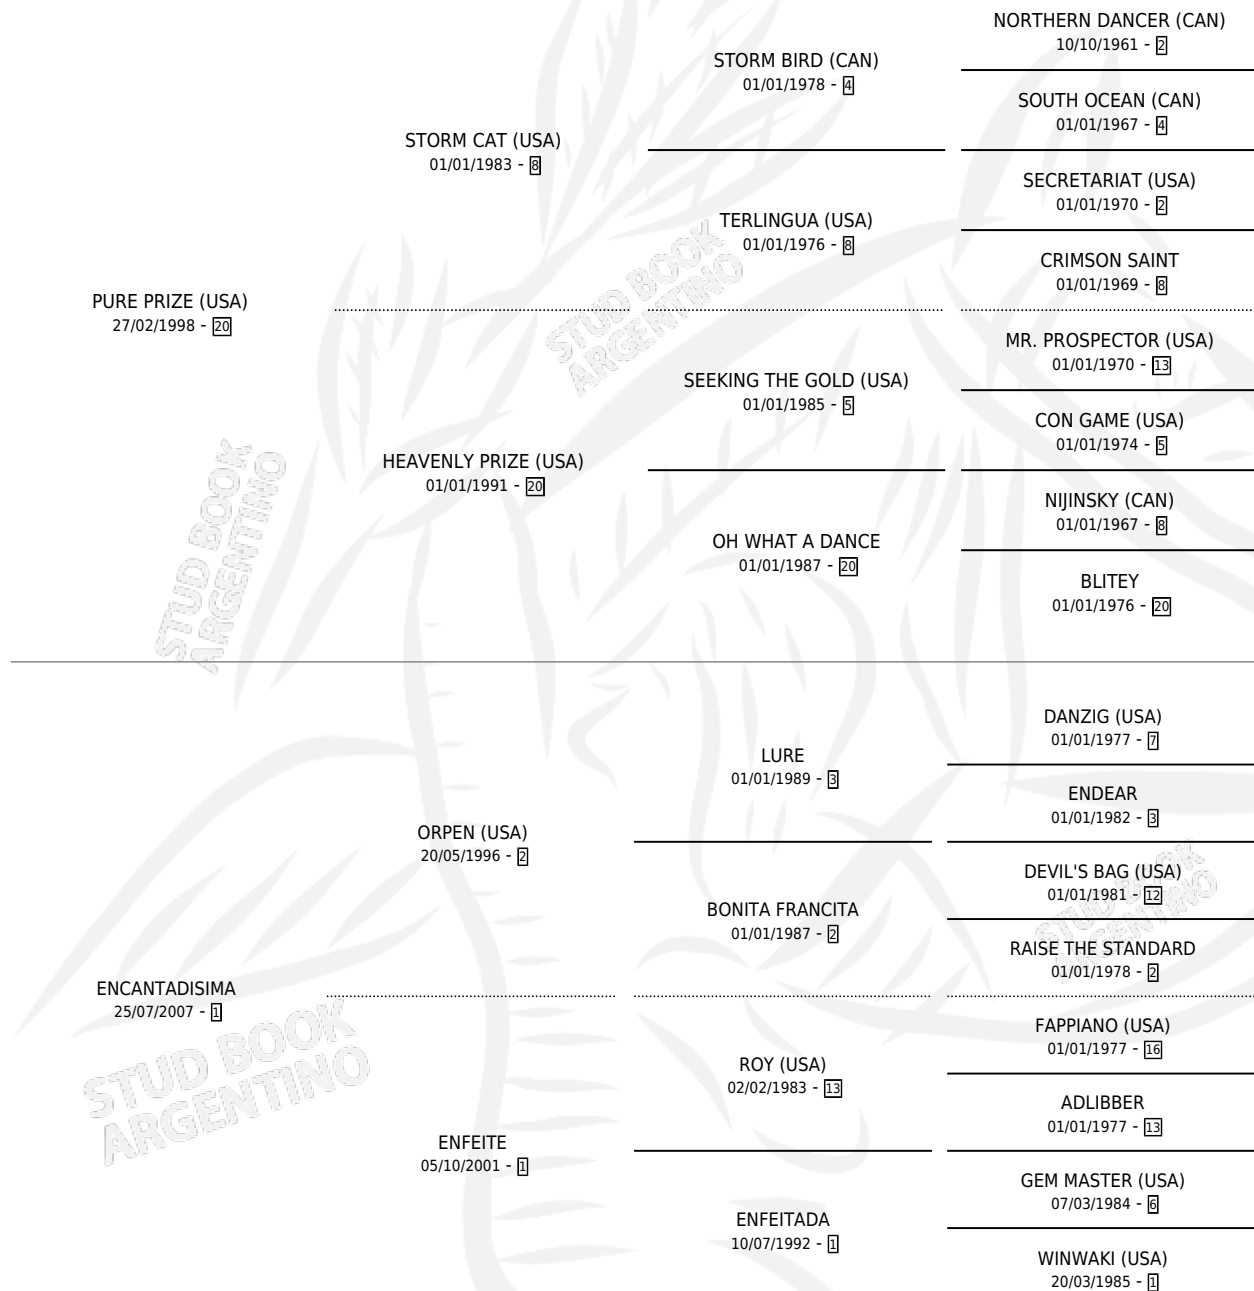 NORTHERN DANCER (CAN)
10/10/1961 - 2
STORM BIRD (CAN)
01/01/1978 - 4
SOUTH OCEAN (CAN)
01/01/1967 - 4
STORM CAT (USA)
01/01/1983 - 8
SECRETARIAT (USA)
01/01/1970 - 2
TERLINGUA (USA)
01/01/1976 - 8
CRIMSON SAINT
01/01/1969 - 8
PURE PRIZE (USA)
27/02/1998 - 20
MR. PROSPECTOR (USA)
01/01/1970 - 13
SEEKING THE GOLD (USA)
01/01/1985 - 5
CON GAME (USA)
01/01/1974 - 5
HEAVENLY PRIZE (USA)
01/01/1991 - 20
NIJINSKY (CAN)
01/01/1967 - 8
OH WHAT A DANCE
01/01/1987 - 20
BLITEY
01/01/1976 - 20
DANZIG (USA)
01/01/1977 - 7
LURE
01/01/1989 - 3
ENDEAR
01/01/1982 - 3
ORPEN (USA)
20/05/1996 - 2
DEVIL'S BAG (USA)
01/01/1981 - 12
BONITA FRANCITA
01/01/1987 - 2
RAISE THE STANDARD
01/01/1978 - 2
ENCANTADISIMA
25/07/2007 - 1
FAPPIANO (USA)
01/01/1977 - 16
ROY (USA)
02/02/1983 - 13
ADLIBBER
01/01/1977 - 13
ENFEITE
05/10/2001 - 1
GEM MASTER (USA)
07/03/1984 - 6
ENFEITADA
10/07/1992 - 1
WINWAKI (USA)
20/03/1985 - 1
STUD BOOK
ARGENTINO
STUD BOOK
ARGENTINO
STUD BOOK
ARGENTINO
STUD BOOK
ARGENTINO